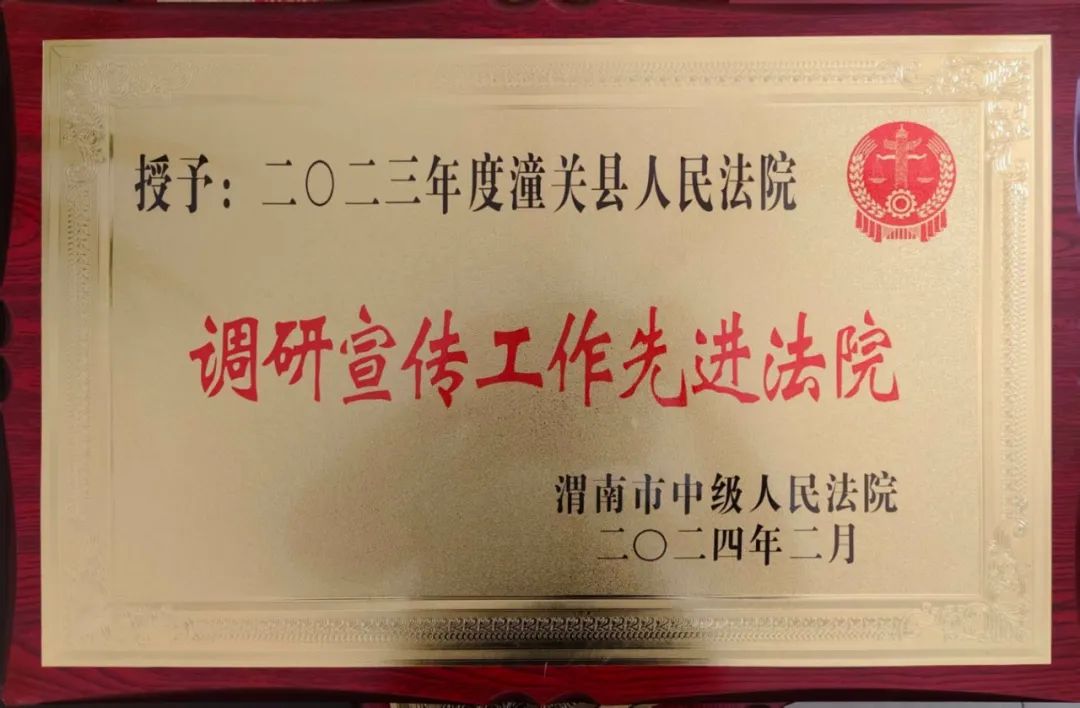 授予：二〇二三年度潼关县人民法院
调研宣传工作先进法院
渭南市中级人民法院
二〇二四年二月